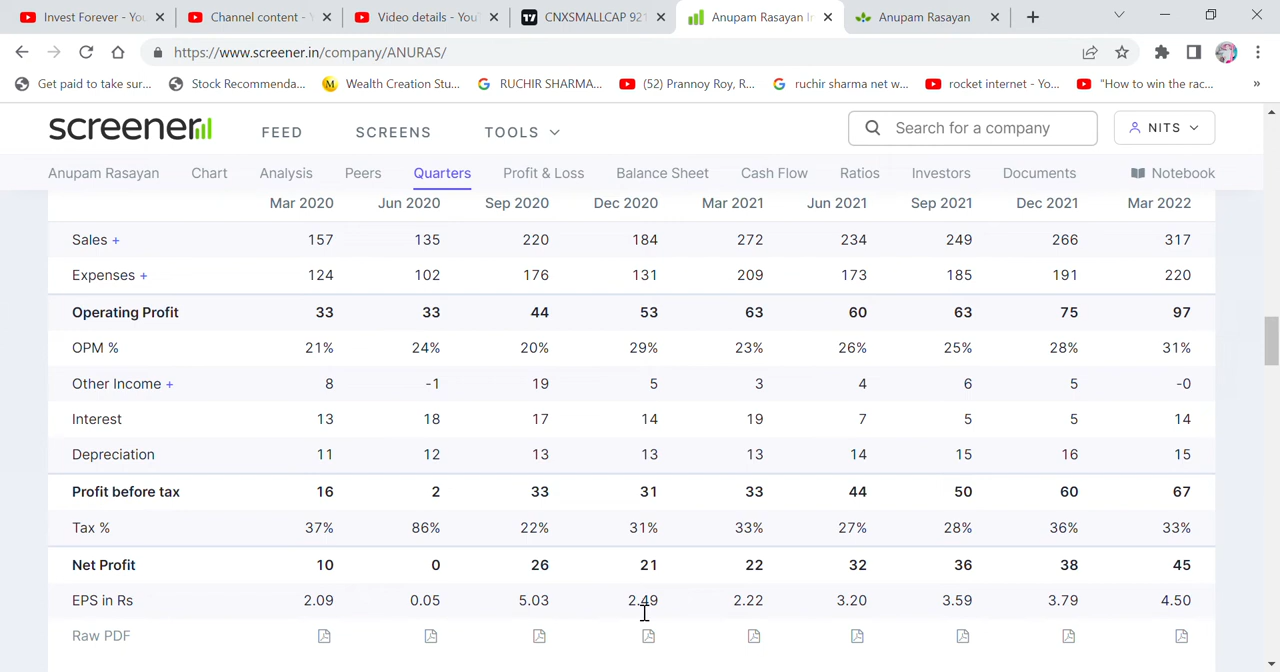 Invest Forever - Yo
Channel content -
Video details - You
CNXSMALLCAP 921
Anupam Rasayan In
Anupam Rasayan
https://www.screener.in/company/ANURAS/
Get paid to take sur...
Stock Recommenda...
Wealth Creation Stu...
RUCHIR SHARMA...
(52) Prannoy Roy, R...
ruchir sharma net w...
rocket internet - Yo...
"How to win the rac...
»
screener
FEED
SCREENS
TOOLS
Search for a company
NITS
Anupam Rasayan Chart Analysis Peers Quarters Profit & Loss Balance Sheet Cash Flow Ratios Investors Documents Notebook
Mar 2020 Jun 2020 Sep 2020 Dec 2020 Mar 2021 Jun 2021 Sep 2021 Dec 2021 Mar 2022
Sales + 157 135 220 184 272 234 249 266 317
Expenses + 124 102 176 131 209 173 185 191 220
Operating Profit 33 33 44 53 63 60 63 75 97
OPM % 21% 24% 20% 29% 23% 26% 25% 28% 31%
Other Income + 8 -1 19 5 3 4 6 5 -0
Interest 13 18 17 14 19 7 5 5 14
Depreciation 11 12 13 13 13 14 15 16 15
Profit before tax 16 2 33 31 33 44 50 60 67
Tax % 37% 86% 22% 31% 33% 27% 28% 36% 33%
Net Profit 10 0 26 21 22 32 36 38 45
EPS in Rs 2.09 0.05 5.03 2.49 2.22 3.20 3.59 3.79 4.50
Raw PDF